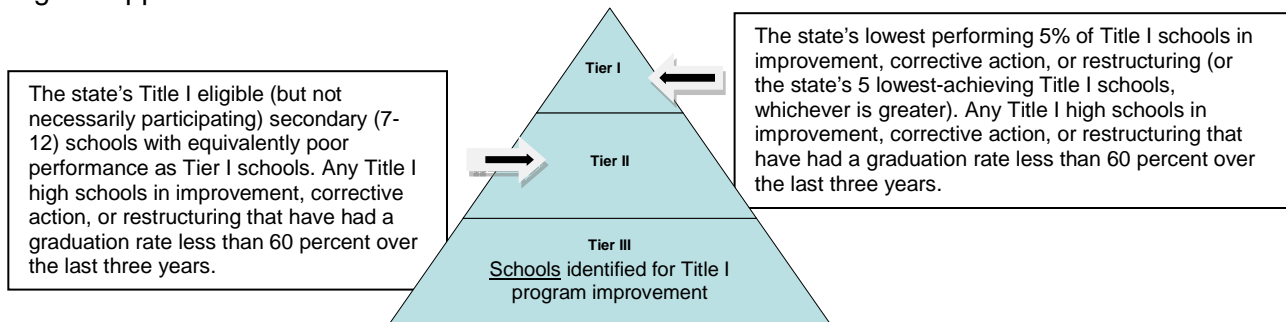 The state's lowest performing 5% of Title I schools in
improvement, corrective action, or restructuring (or
the state's 5 lowest-achieving Title I schools,
whichever is greater). Any Title I high schools in
improvement, corrective action, or restructuring that
have had a graduation rate less than 60 percent over
the last three years.
Tier I
The state's Title I eligible (but not
necessarily participating) secondary (7-
12) schools with equivalently poor
performance as Tier I schools. Any Title I
high schools in improvement, corrective
action, or restructuring that have had a
graduation rate less than 60 percent over
the last three years.
Tier II
Tier III
Schools identified for Title I
program improvement